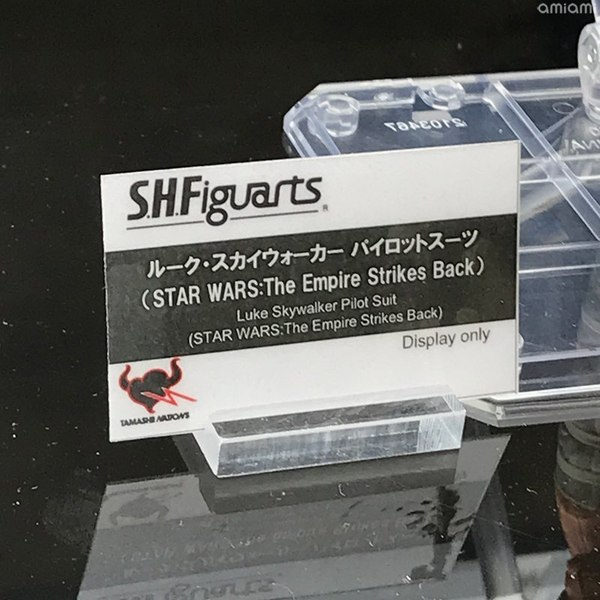 amiami
S.H.Figuarts
ルーク・スカイウォーカー パイロットスーツ
(STAR WARS:The Empire Strikes Back)
Luke Skywalker Pilot Suit
(STAR WARS:The Empire Strikes Back)
Display only
TAMASHII NATIONS
2103467